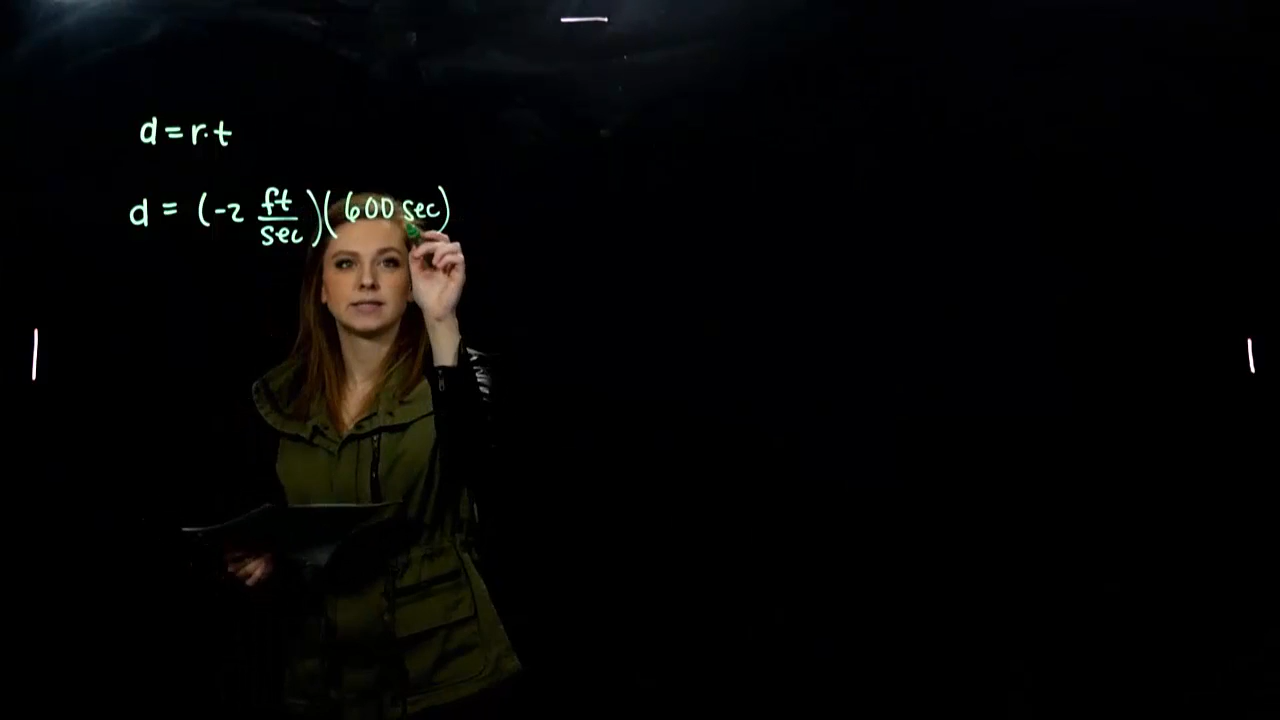 d = r·t
d = (-2 ft/sec)(600 sec)